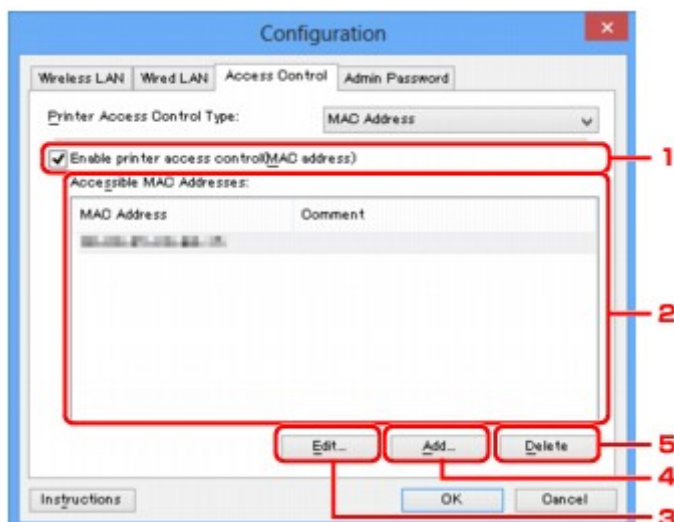 Configuration
Wireless LAN Wired LAN Access Control Admin Password
Printer Access Control Type: MAC Address
Enable printer access control(MAC address) 1
Accessible MAC Addresses:
MAC Address Comment
2
Edit... Add... Delete 5
4
Instructions OK Cancel
3